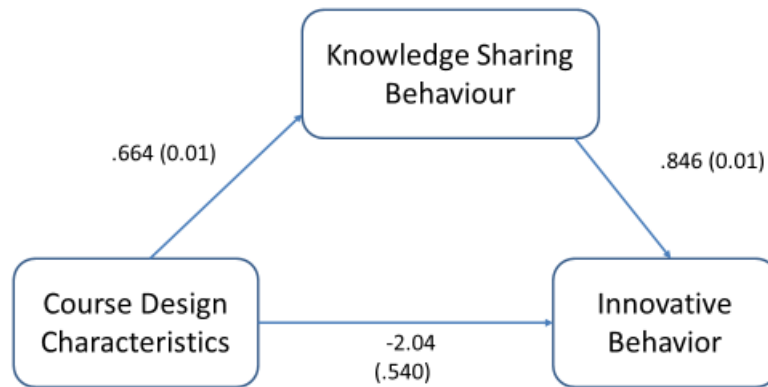 Knowledge Sharing
Behaviour
.664 (0.01)
.846 (0.01)
Course Design
Characteristics
-2.04
(.540)
Innovative
Behavior